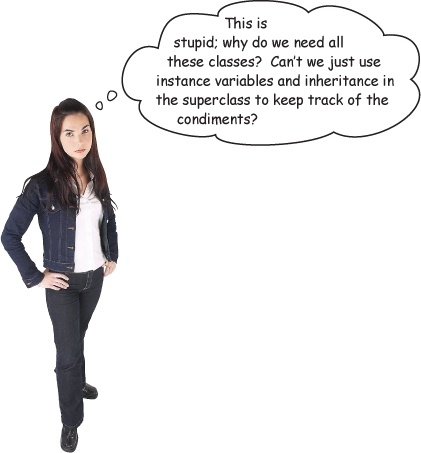 This is
stupid; why do we need all
these classes? Can't we just use
instance variables and inheritance in
the superclass to keep track of the
condiments?